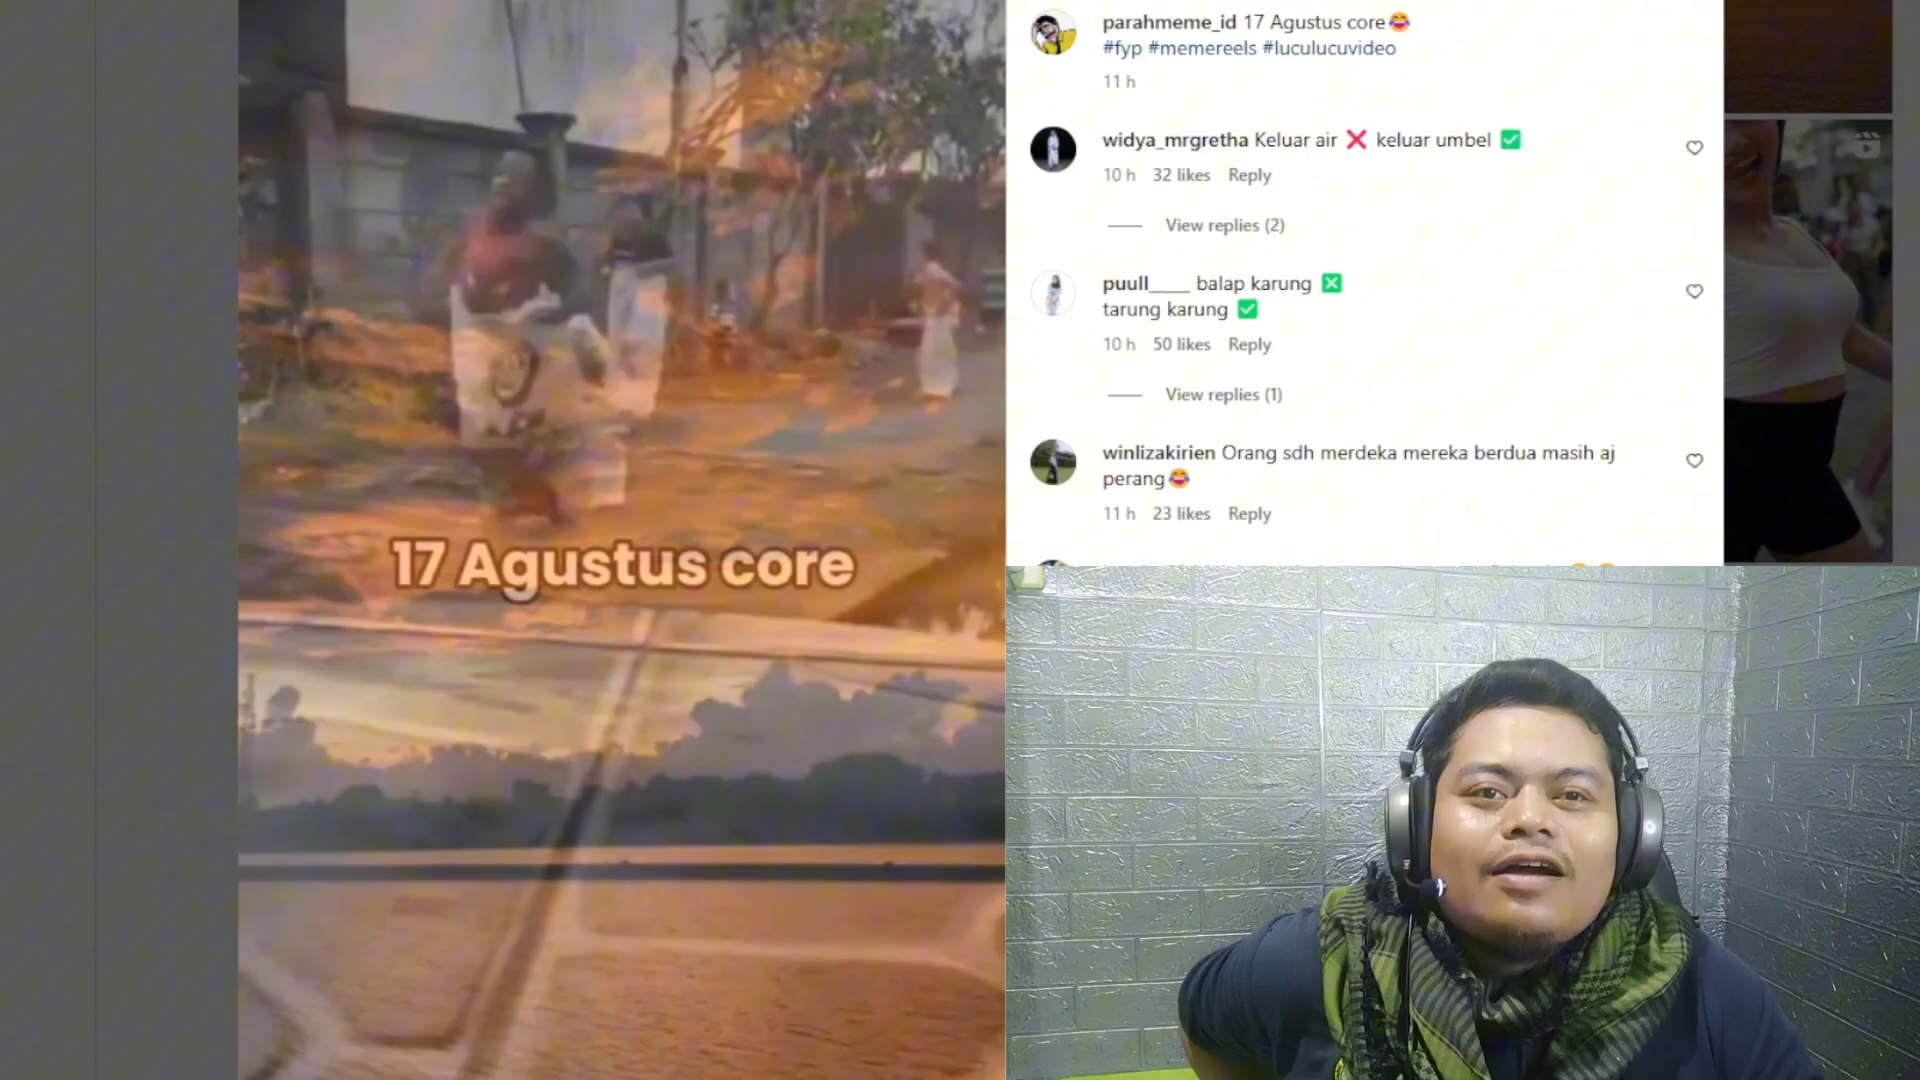 17 Agustus core
parahmeme_id 17 Agustus core😂
#fyp #memereels #luculucuvideo
11 h
widya_mrgretha Keluar air ❌ keluar umbel ✅
10 h 32 likes Reply
View replies (2)
puull____ balap karung ❎
tarung karung ✅
10 h 50 likes Reply
View replies (1)
winlizakirien Orang sdh merdeka mereka berdua masih aj
perang😂
11 h 23 likes Reply